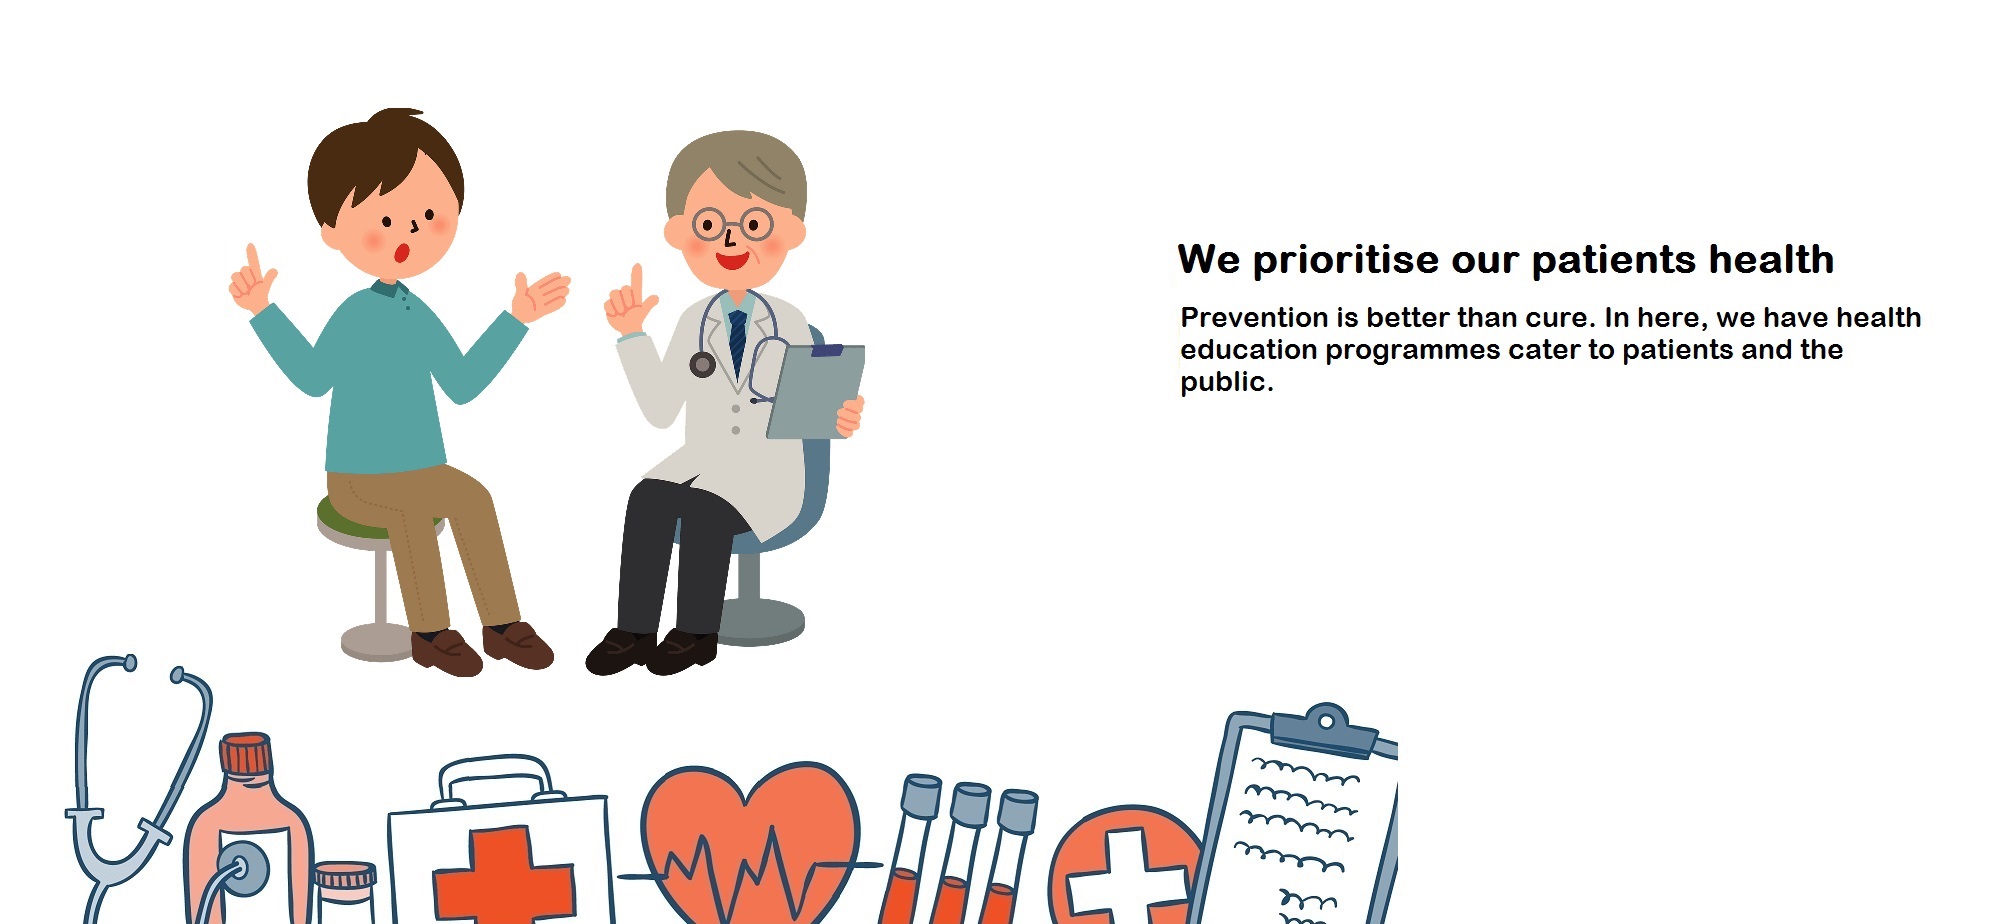 We prioritise our patients health
Prevention is better than cure. In here, we have health
education programmes cater to patients and the
public.